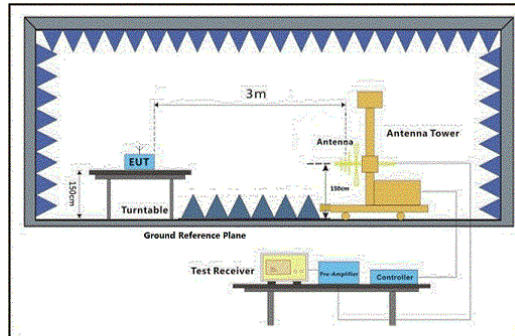 3m
Antenna
Antenna Tower
EUT
150cm
150cm
Turntable
Ground Reference Plane
Test Receiver
Pre-Amplifier
Controller